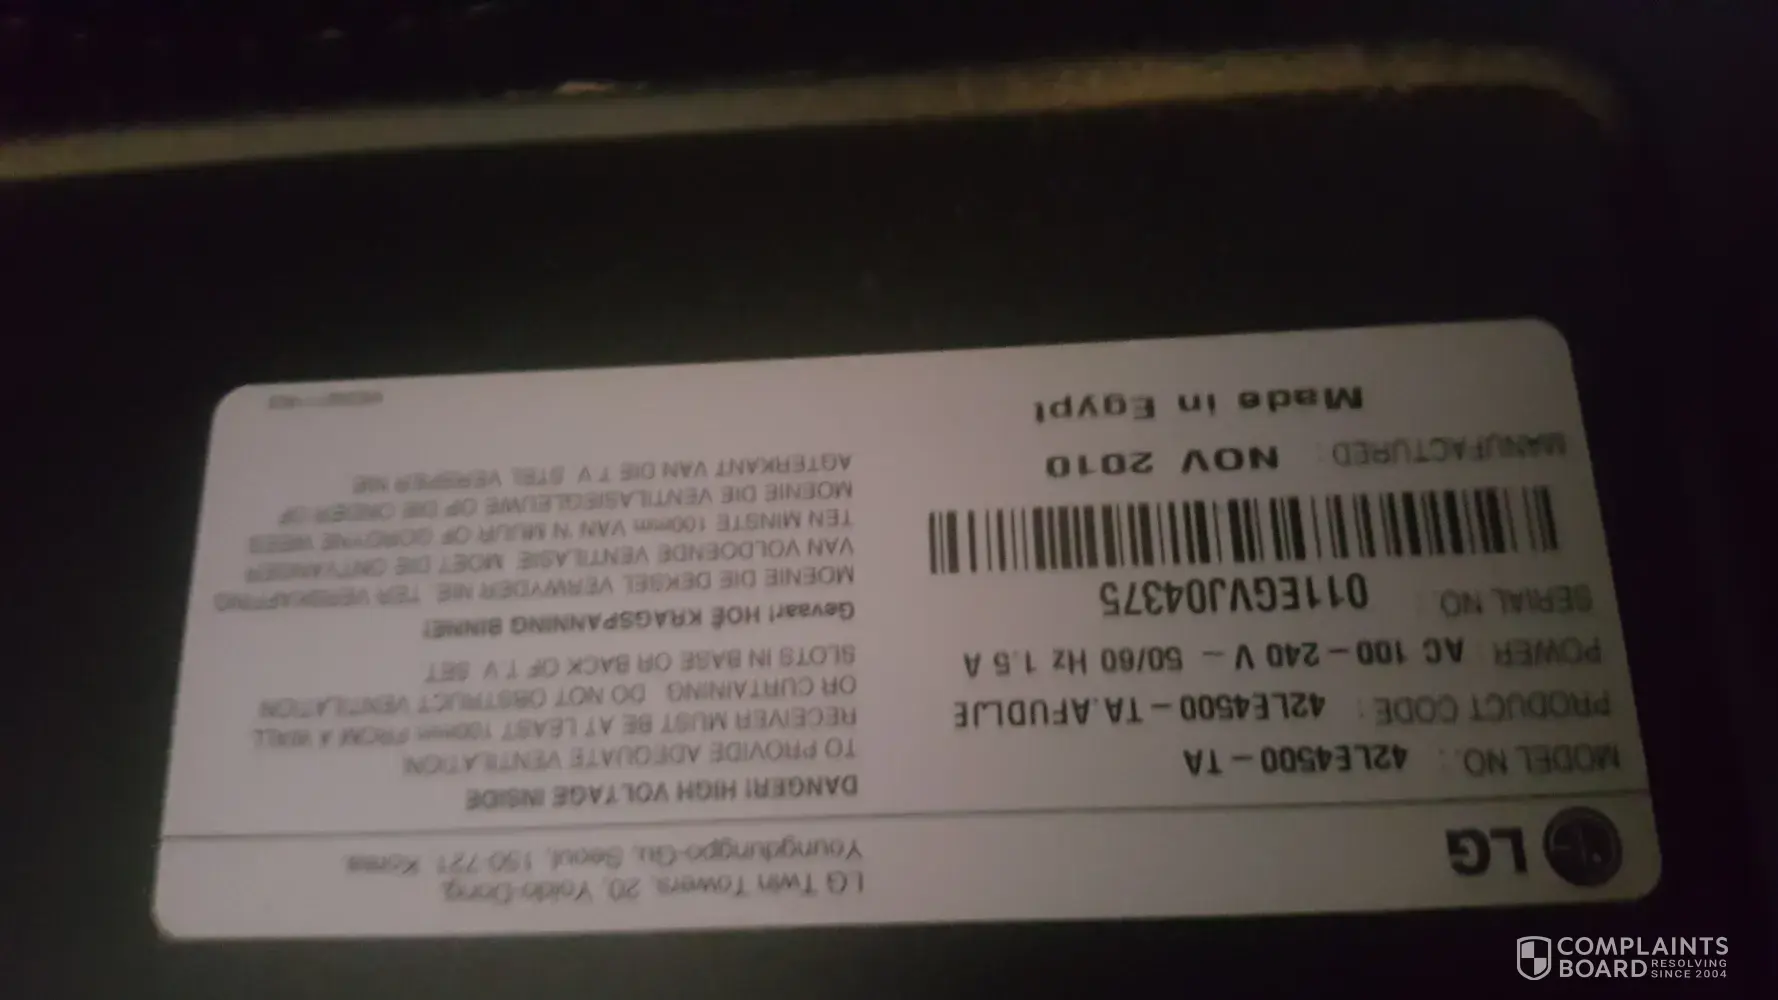 LG
LG Twin Towers, 20, Yoido-Dong,
Youngdungpo-Gu, Seoul, 150-721, Korea
MODEL NO. : 42LE4500-TA
PRODUCT CODE : 42LE4500-TA.AFUDLJE
POWER : AC 100-240 V ~ 50/60 Hz 1.5 A
SERIAL NO. : 011EGVJ04375
MANUFACTURED : NOV 2010
Made in Egypt
DANGER! HIGH VOLTAGE INSIDE
TO PROVIDE ADEQUATE VENTILATION
RECEIVER MUST BE AT LEAST 100mm FROM A WALL
OR CURTAINING DO NOT OBSTRUCT VENTILATION
SLOTS IN BASE OR BACK OF T.V. SET.
Gevaar! HOË KRAGSPANNING BINNE!
MOENIE DIE DEKSEL VERWYDER NIE. TER VERSKAFFING
VAN VOLDOENDE VENTILASIE MOET DIE ONTVANGER
TEN MINSTE 100mm VAN 'N MUUR OF GORDYNE WEES
MOENIE DIE VENTILASIEGLEUWE OP DIE ONDER OF
AGTERKANT VAN DIE T.V. STEL VERSPER NIE
COMPLAINTS
BOARD RESOLVING
SINCE 2004